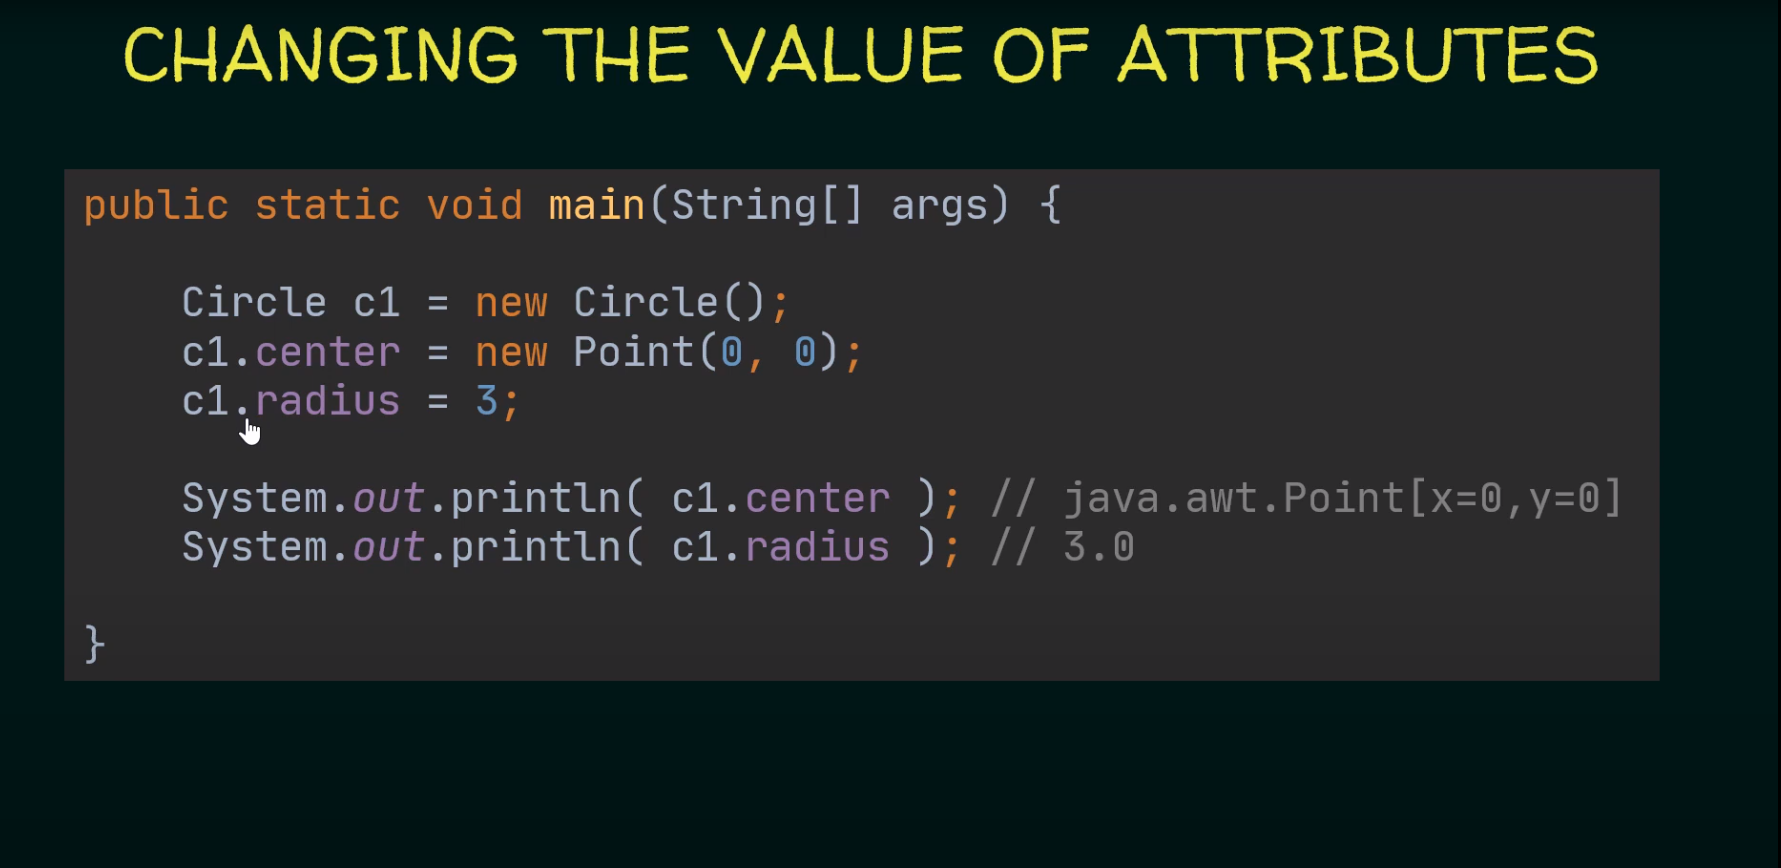 CHANGING THE VALUE OF ATTRIBUTES
public static void main(String[] args) {
Circle c1 = new Circle();
c1.center = new Point(0, 0);
c1.radius = 3;
System.out.println( c1.center ); // java.awt.Point[x=0,y=0]
System.out.println( c1.radius ); // 3.0
}